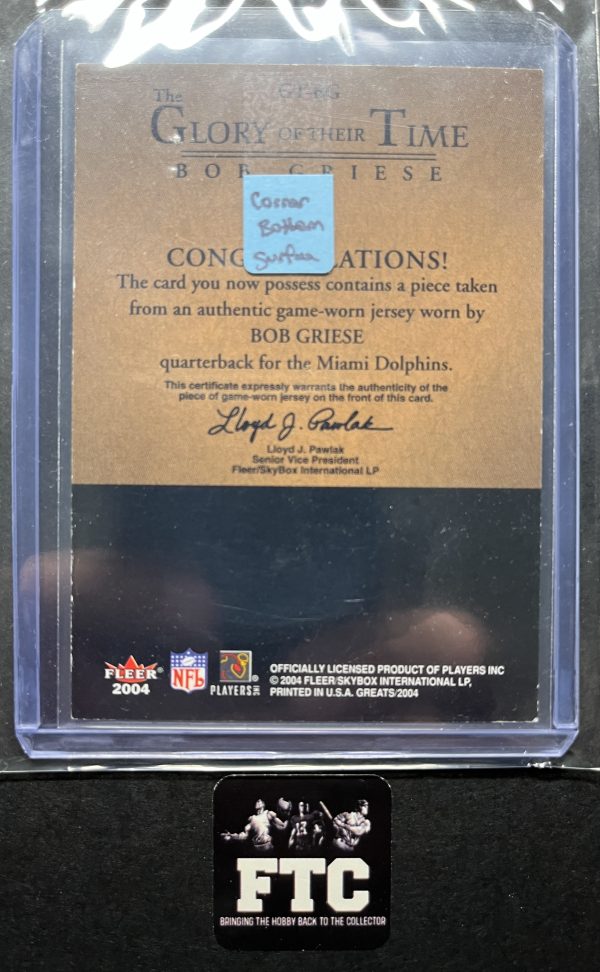 GT-BG
The
GLORY OF THEIR TIME
BOB GRIESE
Corner
Bottom
Surface
CONG LATIONS!
The card you now possess contains a piece taken
from an authentic game-worn jersey worn by
BOB GRIESE
quarterback for the Miami Dolphins.
This certificate expressly warrants the authenticity of the
piece of game-worn jersey on the front of this card.
Lloyd J. Pawlak
Lloyd J. Pawlak
Senior Vice President
Fleer/SkyBox International LP
FLEER®
2004
NFL
PLAYERS INC
OFFICIALLY LICENSED PRODUCT OF PLAYERS INC
© 2004 FLEER/SKYBOX INTERNATIONAL LP,
PRINTED IN U.S.A. GREATS/2004
13
FTC
BRINGING THE HOBBY BACK TO THE COLLECTOR